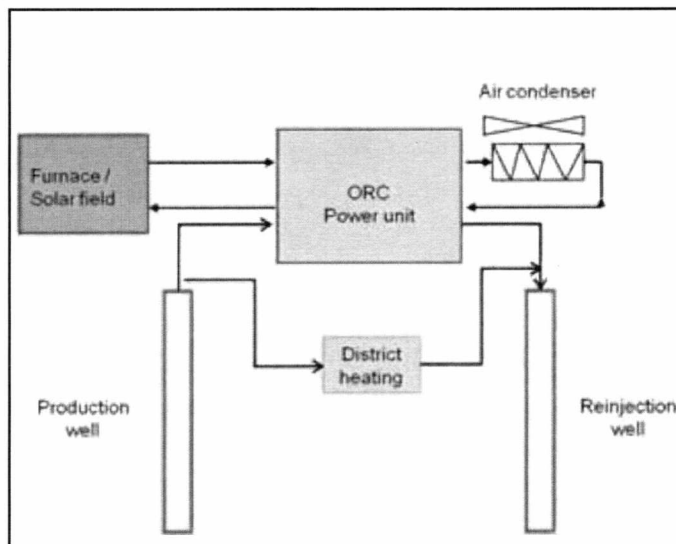 Air condenser
Furnace /
Solar field
ORC
Power unit
District
heating
Production
well
Reinjection
well